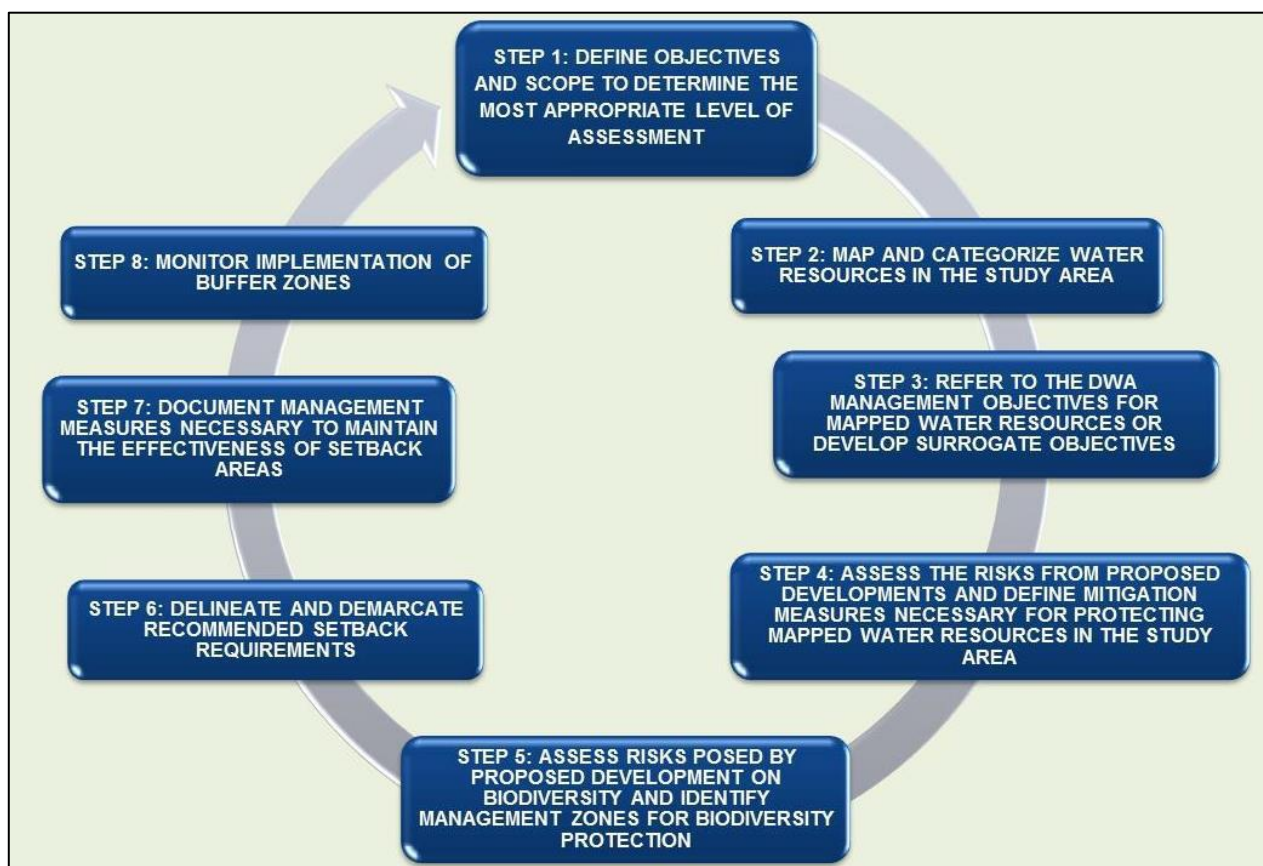 STEP 1: DEFINE OBJECTIVES
AND SCOPE TO DETERMINE THE
MOST APPROPRIATE LEVEL OF
ASSESSMENT
STEP 2: MAP AND CATEGORIZE WATER
RESOURCES IN THE STUDY AREA
STEP 3: REFER TO THE DWA
MANAGEMENT OBJECTIVES FOR
MAPPED WATER RESOURCES OR
DEVELOP SURROGATE OBJECTIVES
STEP 4: ASSESS THE RISKS FROM PROPOSED
DEVELOPMENTS AND DEFINE MITIGATION
MEASURES NECESSARY FOR PROTECTING
MAPPED WATER RESOURCES IN THE STUDY
AREA
STEP 5: ASSESS RISKS POSED BY
PROPOSED DEVELOPMENT ON
BIODIVERSITY AND IDENTIFY
MANAGEMENT ZONES FOR BIODIVERSITY
PROTECTION
STEP 6: DELINEATE AND DEMARCATE
RECOMMENDED SETBACK
REQUIREMENTS
STEP 7: DOCUMENT MANAGEMENT
MEASURES NECESSARY TO MAINTAIN
THE EFFECTIVENESS OF SETBACK
AREAS
STEP 8: MONITOR IMPLEMENTATION OF
BUFFER ZONES